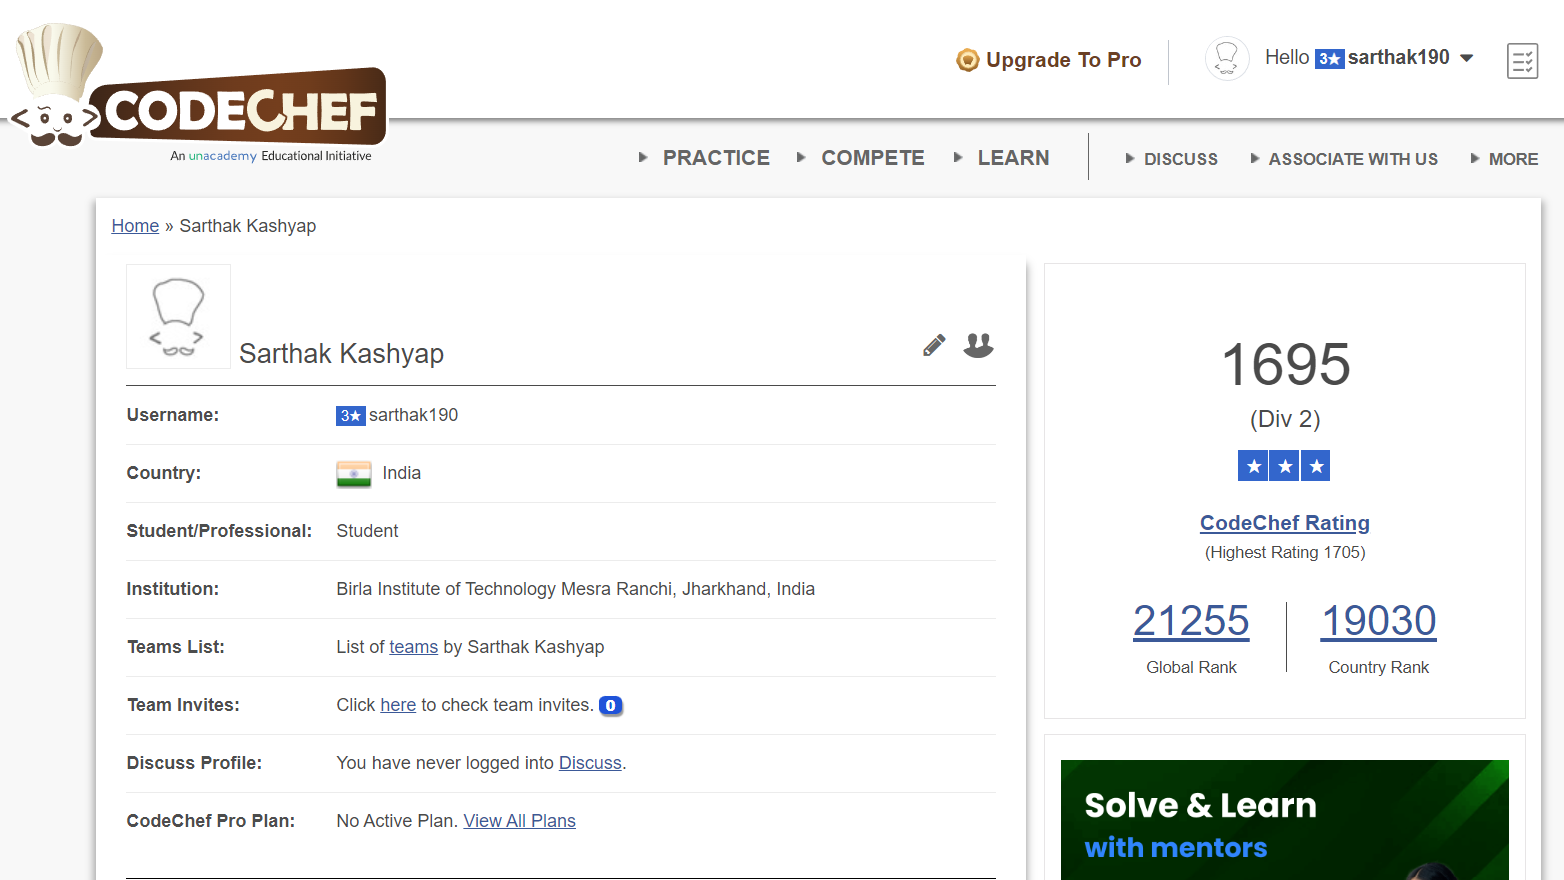 Upgrade To Pro
Hello 3★ sarthak190
CODECHEF
An unacademy Educational Initiative
PRACTICE COMPETE LEARN DISCUSS ASSOCIATE WITH US MORE
Home » Sarthak Kashyap
Sarthak Kashyap
Username: 3★ sarthak190
Country: India
Student/Professional: Student
Institution: Birla Institute of Technology Mesra Ranchi, Jharkhand, India
Teams List: List of teams by Sarthak Kashyap
Team Invites: Click here to check team invites. 0
Discuss Profile: You have never logged into Discuss.
CodeChef Pro Plan: No Active Plan. View All Plans
1695
(Div 2)
★★★
CodeChef Rating
(Highest Rating 1705)
21255 19030
Global Rank Country Rank
Solve & Learn
with mentors